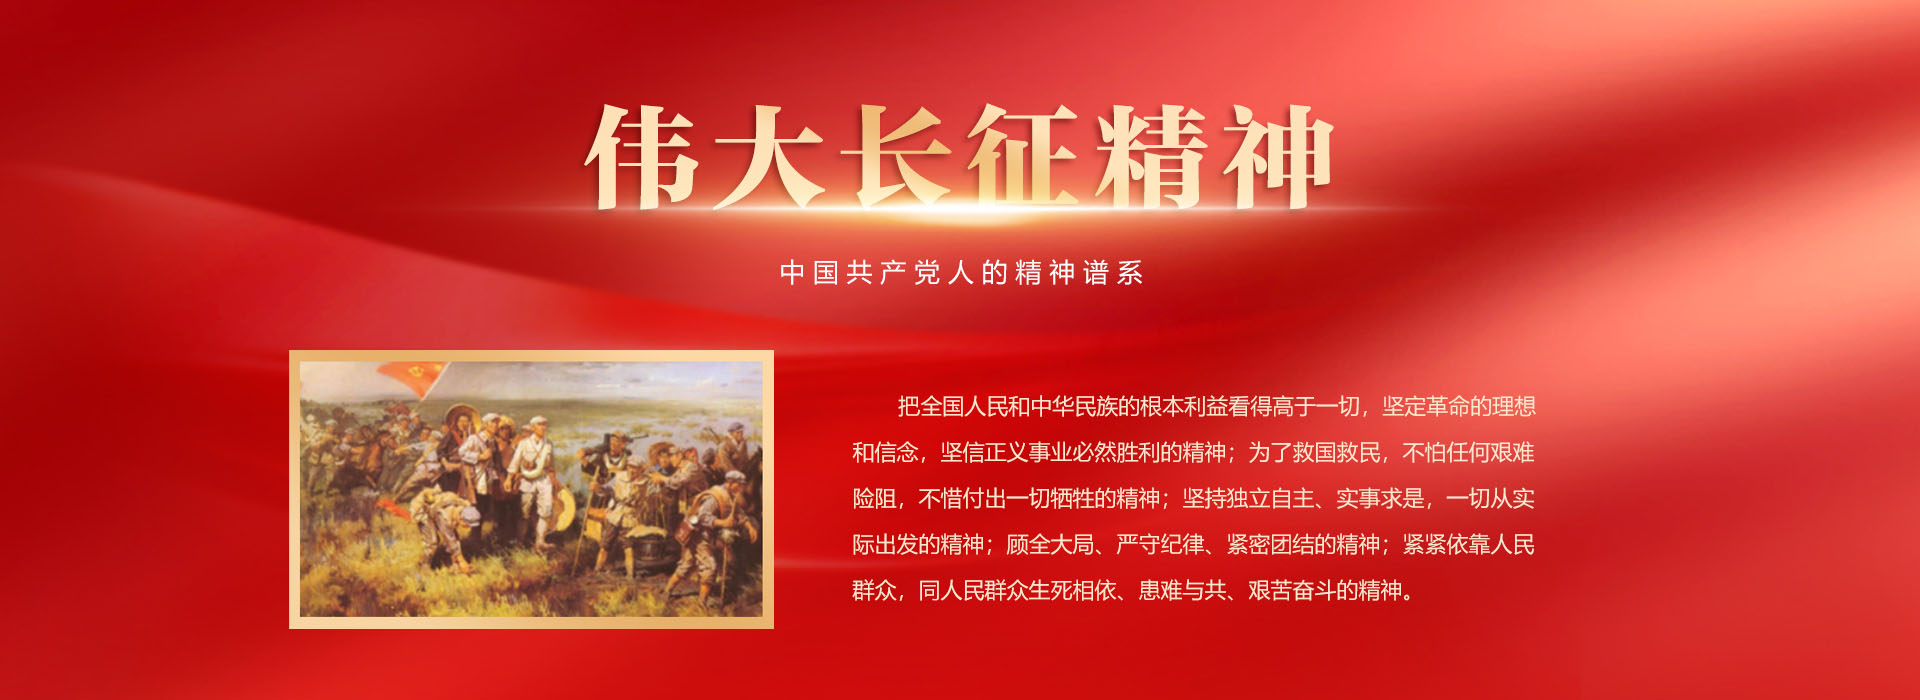 伟大长征精神
中国共产党人的精神谱系
把全国人民和中华民族的根本利益看得高于一切，坚定革命的理想
和信念，坚信正义事业必然胜利的精神；为了救国救民，不怕任何艰难
险阻，不惜付出一切牺牲的精神；坚持独立自主、实事求是，一切从实
际出发的精神；顾全大局、严守纪律、紧密团结的精神；紧紧依靠人民
群众，同人民群众生死相依、患难与共、艰苦奋斗的精神。